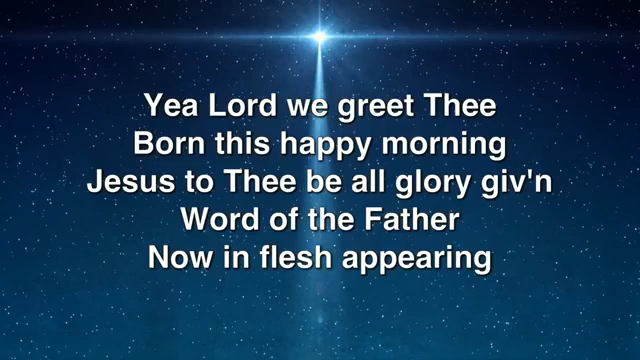 Yea Lord we greet Thee
Born this happy morning
Jesus to Thee be all glory giv'n
Word of the Father
Now in flesh appearing